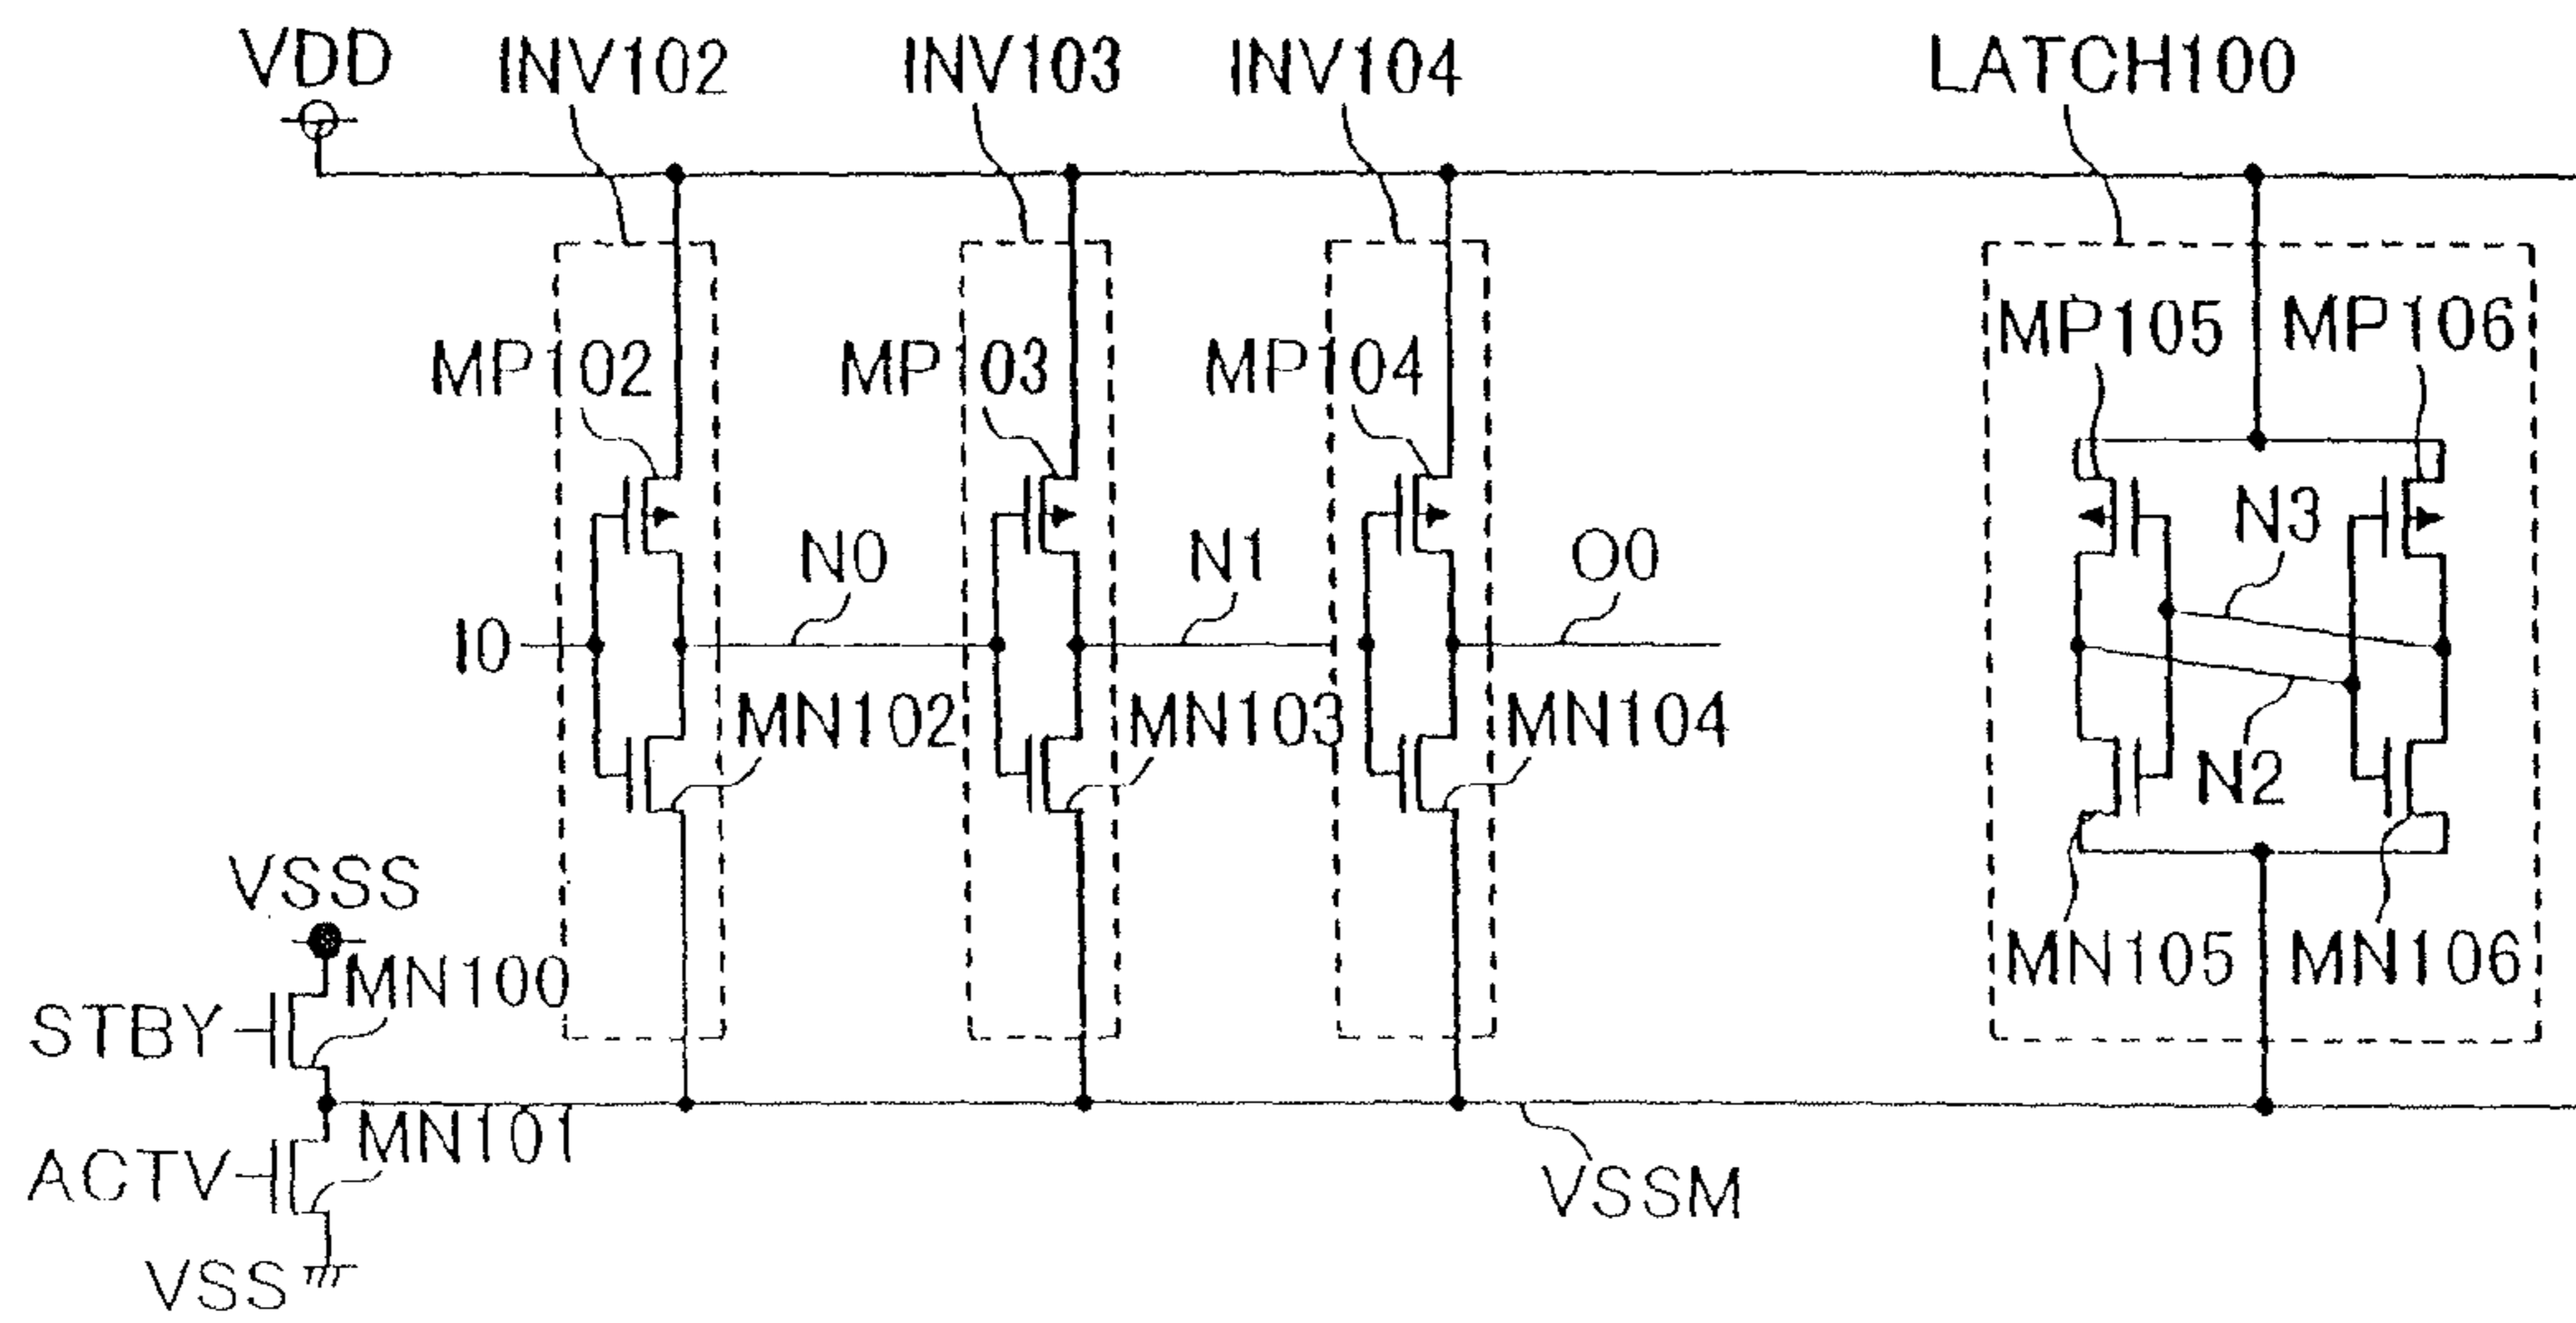 VDD
INV102
INV103
INV104
LATCH100
MP102
MP103
MP104
MP105
MP106
I0
N0
N1
O0
N3
N2
MN102
MN103
MN104
MN105
MN106
VSSS
MN100
STBY
MN101
ACTV
VSS
VSSM